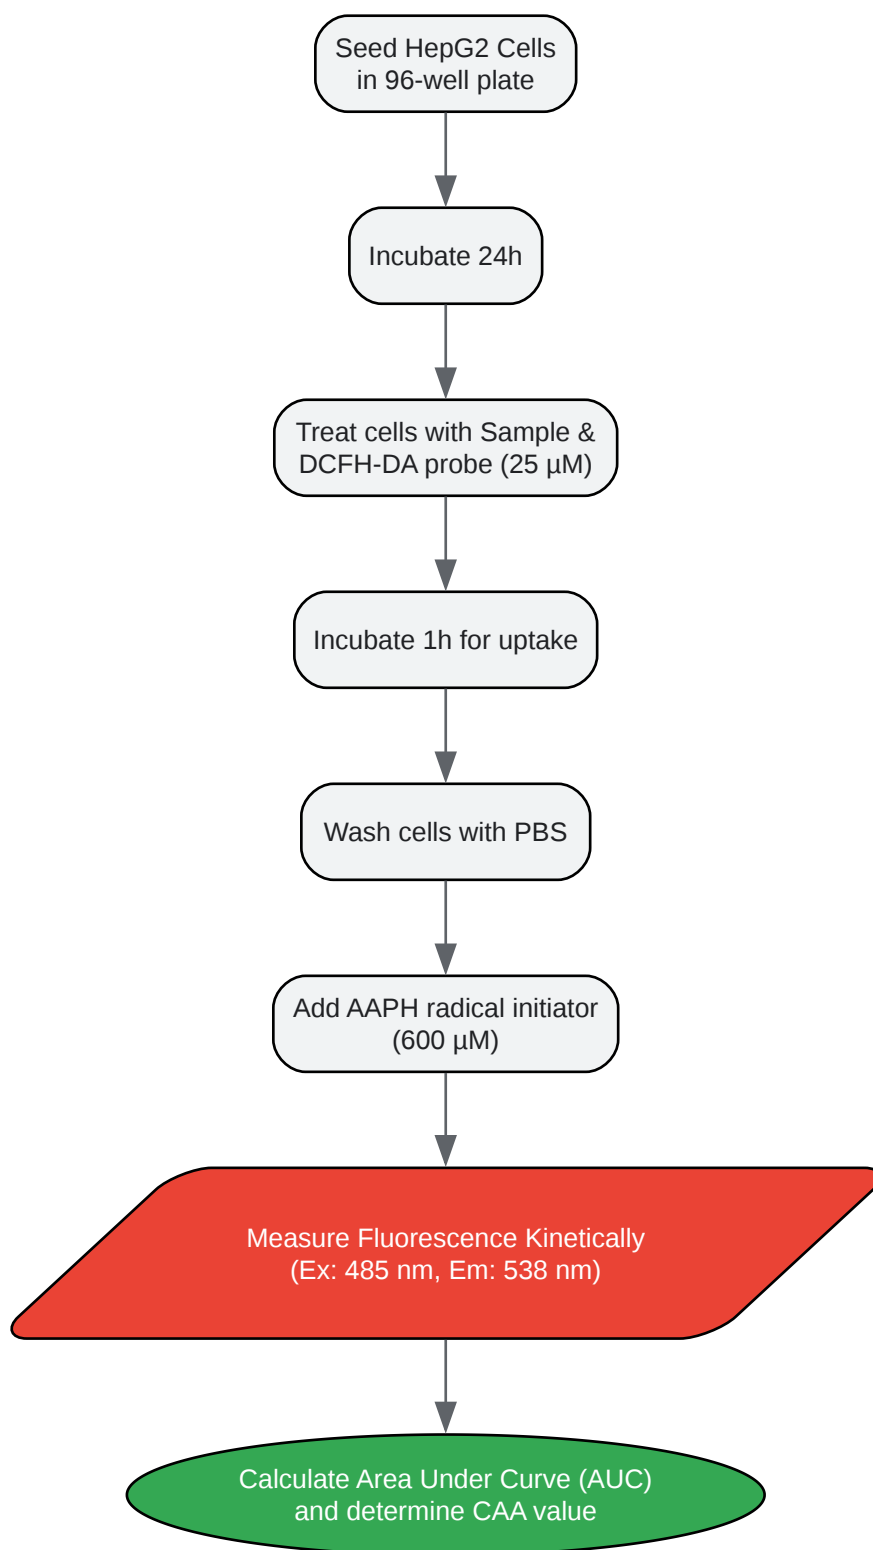 Seed HepG2 Cells
in 96-well plate
Incubate 24h
Treat cells with Sample &
DCFH-DA probe (25 µM)
Incubate 1h for uptake
Wash cells with PBS
Add AAPH radical initiator
(600 µM)
Measure Fluorescence Kinetically
(Ex: 485 nm, Em: 538 nm)
Calculate Area Under Curve (AUC)
and determine CAA value